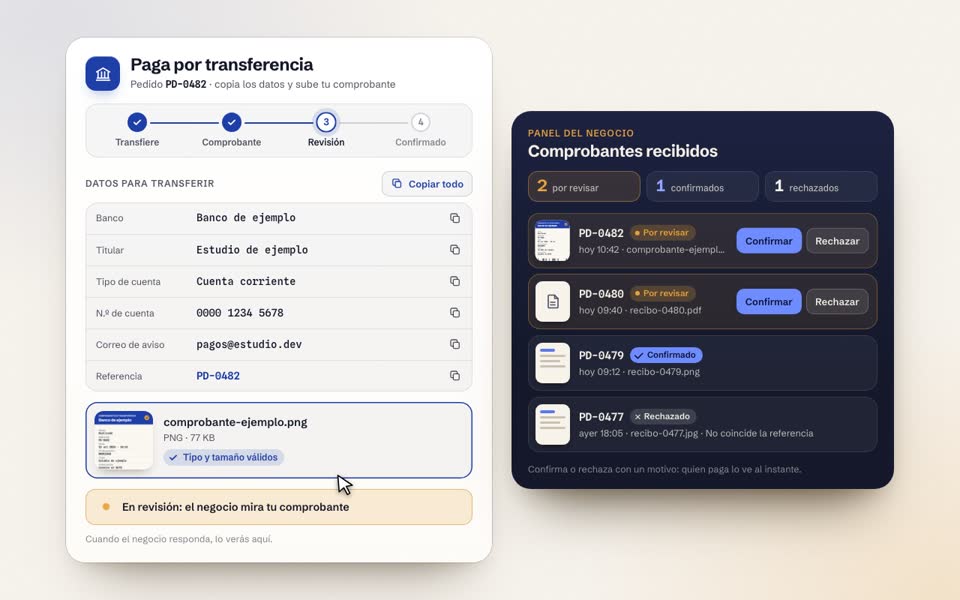 Paga por transferencia
Pedido PD-0482 · copia los datos y sube tu comprobante
3
4
Transfiere
Comprobante
Revisión
Confirmado
DATOS PARA TRANSFERIR
Copiar todo
Banco
Banco de ejemplo
Titular
Estudio de ejemplo
Tipo de cuenta
Cuenta corriente
N.º de cuenta
0000 1234 5678
Correo de aviso
pagos@estudio.dev
Referencia
PD-0482
Banco de ejemplo
comprobante-ejemplo.png
PNG · 77 KB
Tipo y tamaño válidos
En revisión: el negocio mira tu comprobante
Cuando el negocio responda, lo verás aquí.
PANEL DEL NEGOCIO
Comprobantes recibidos
2 por revisar
1 confirmados
1 rechazados
PD-0482
Por revisar
hoy 10:42 · comprobante-ejempl...
Confirmar
Rechazar
PD-0480
Por revisar
hoy 09:40 · recibo-0480.pdf
Confirmar
Rechazar
PD-0479
Confirmado
hoy 09:12 · recibo-0479.png
PD-0477
Rechazado
ayer 18:05 · recibo-0477.jpg · No coincide la referencia
Confirma o rechaza con un motivo: quien paga lo ve al instante.